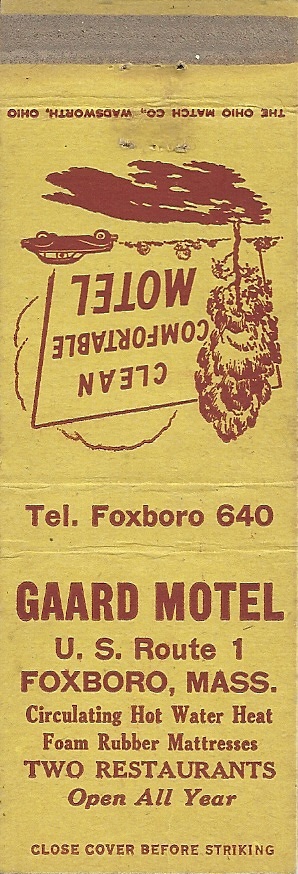 THE OHIO MATCH CO., WADSWORTH, OHIO
CLEAN
COMFORTABLE
MOTEL
Tel. Foxboro 640
GAARD MOTEL
U. S. Route 1
FOXBORO, MASS.
Circulating Hot Water Heat
Foam Rubber Mattresses
TWO RESTAURANTS
Open All Year
CLOSE COVER BEFORE STRIKING